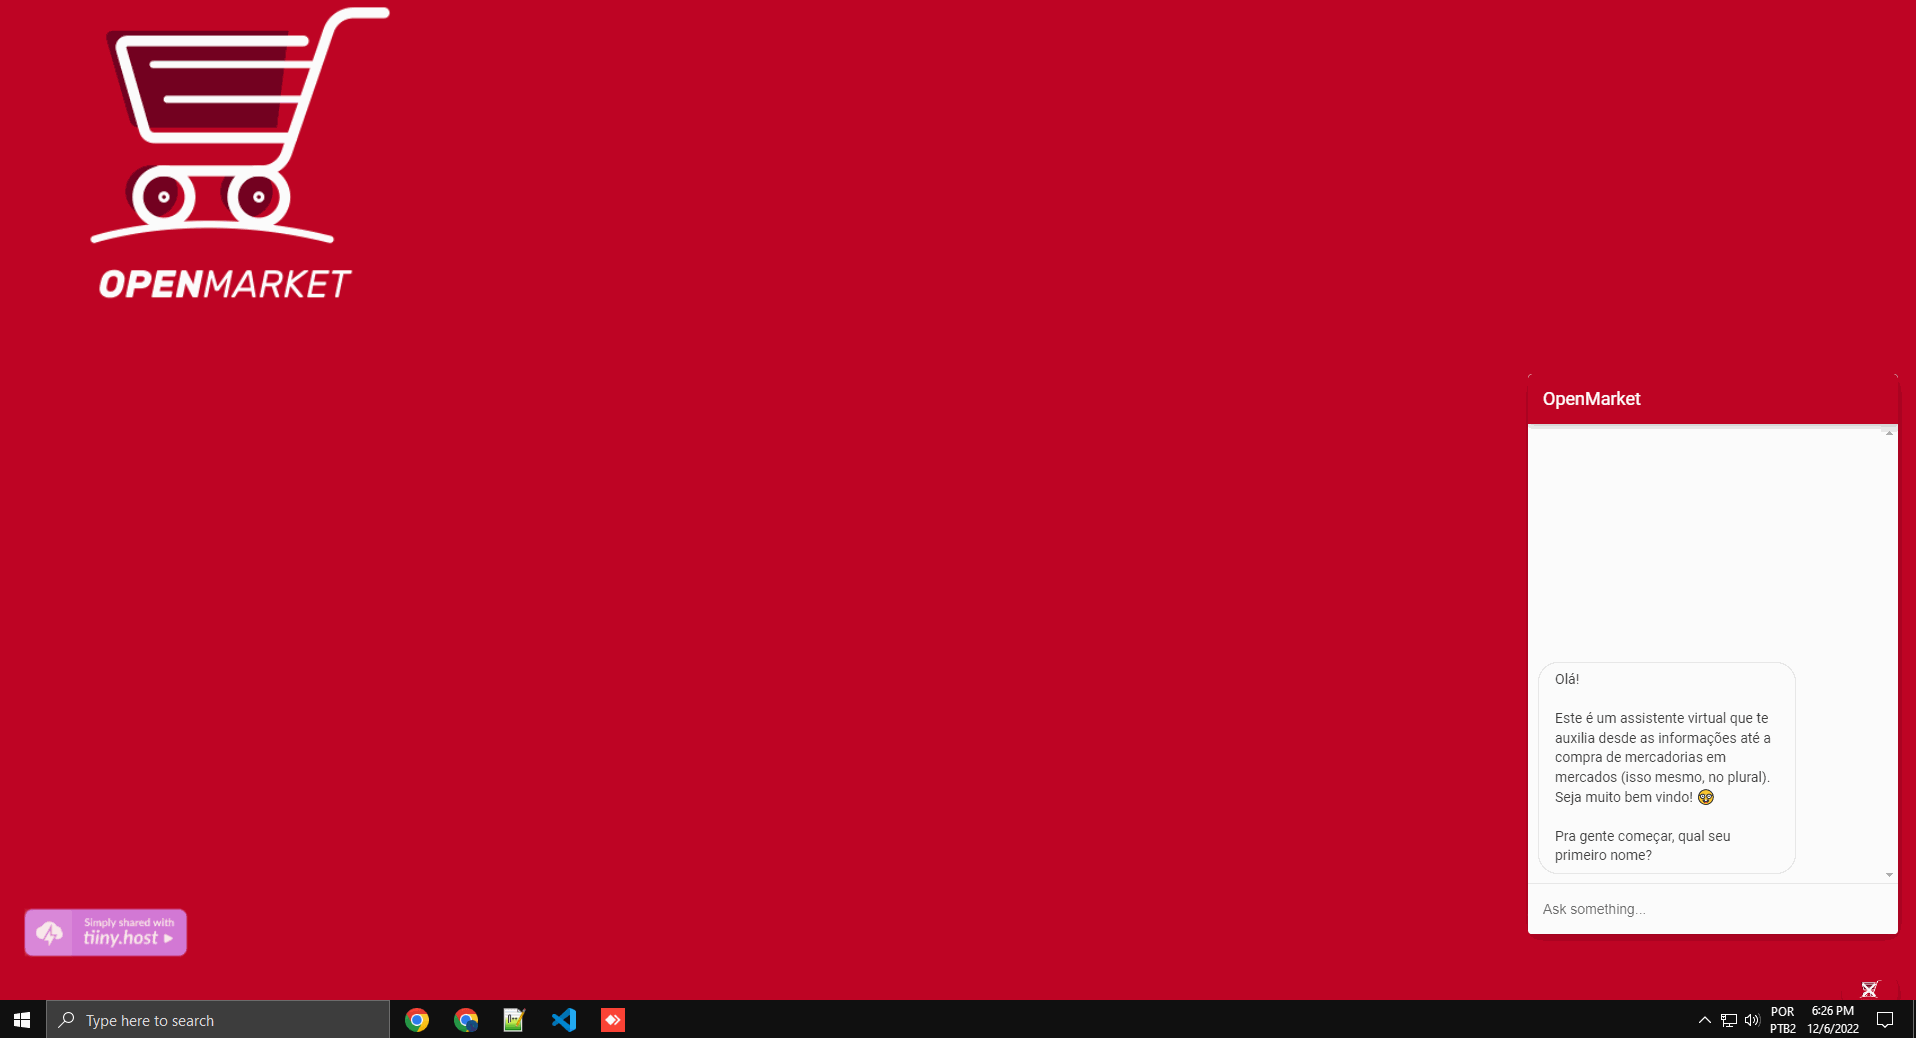 OPENMARKET
OpenMarket
Olá!
Este é um assistente virtual que te
auxilia desde as informações até a
compra de mercadorias em
mercados (isso mesmo, no plural).
Seja muito bem vindo! 🤓
Pra gente começar, qual seu
primeiro nome?
Ask something...
Simply shared with
tiiny.host ▸
Type here to search
POR
PTB2
6:26 PM
12/6/2022